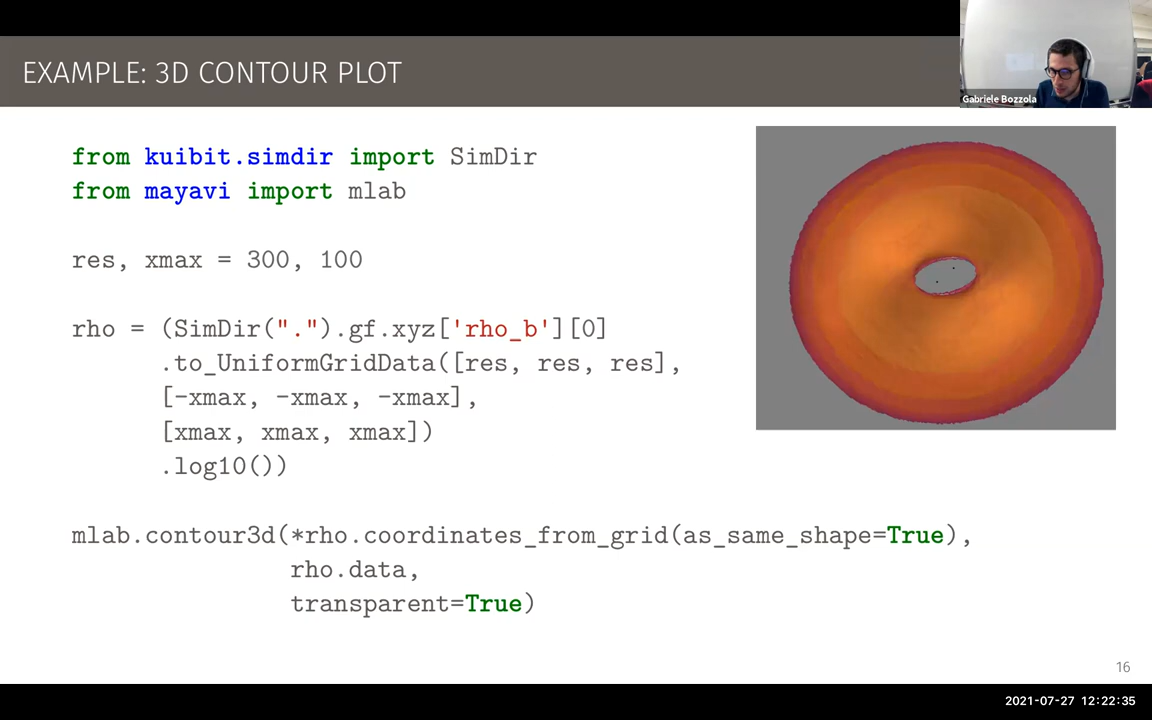 EXAMPLE: 3D CONTOUR PLOT
Gabriele Bozzola
from kuibit.simdir import SimDir
from mayavi import mlab
res, xmax = 300, 100
rho = (SimDir(".").gf.xyz['rho_b'][0]
.to_UniformGridData([res, res, res],
[-xmax, -xmax, -xmax],
[xmax, xmax, xmax])
.log10())
mlab.contour3d(*rho.coordinates_from_grid(as_same_shape=True),
rho.data,
transparent=True)
16
2021-07-27 12:22:35